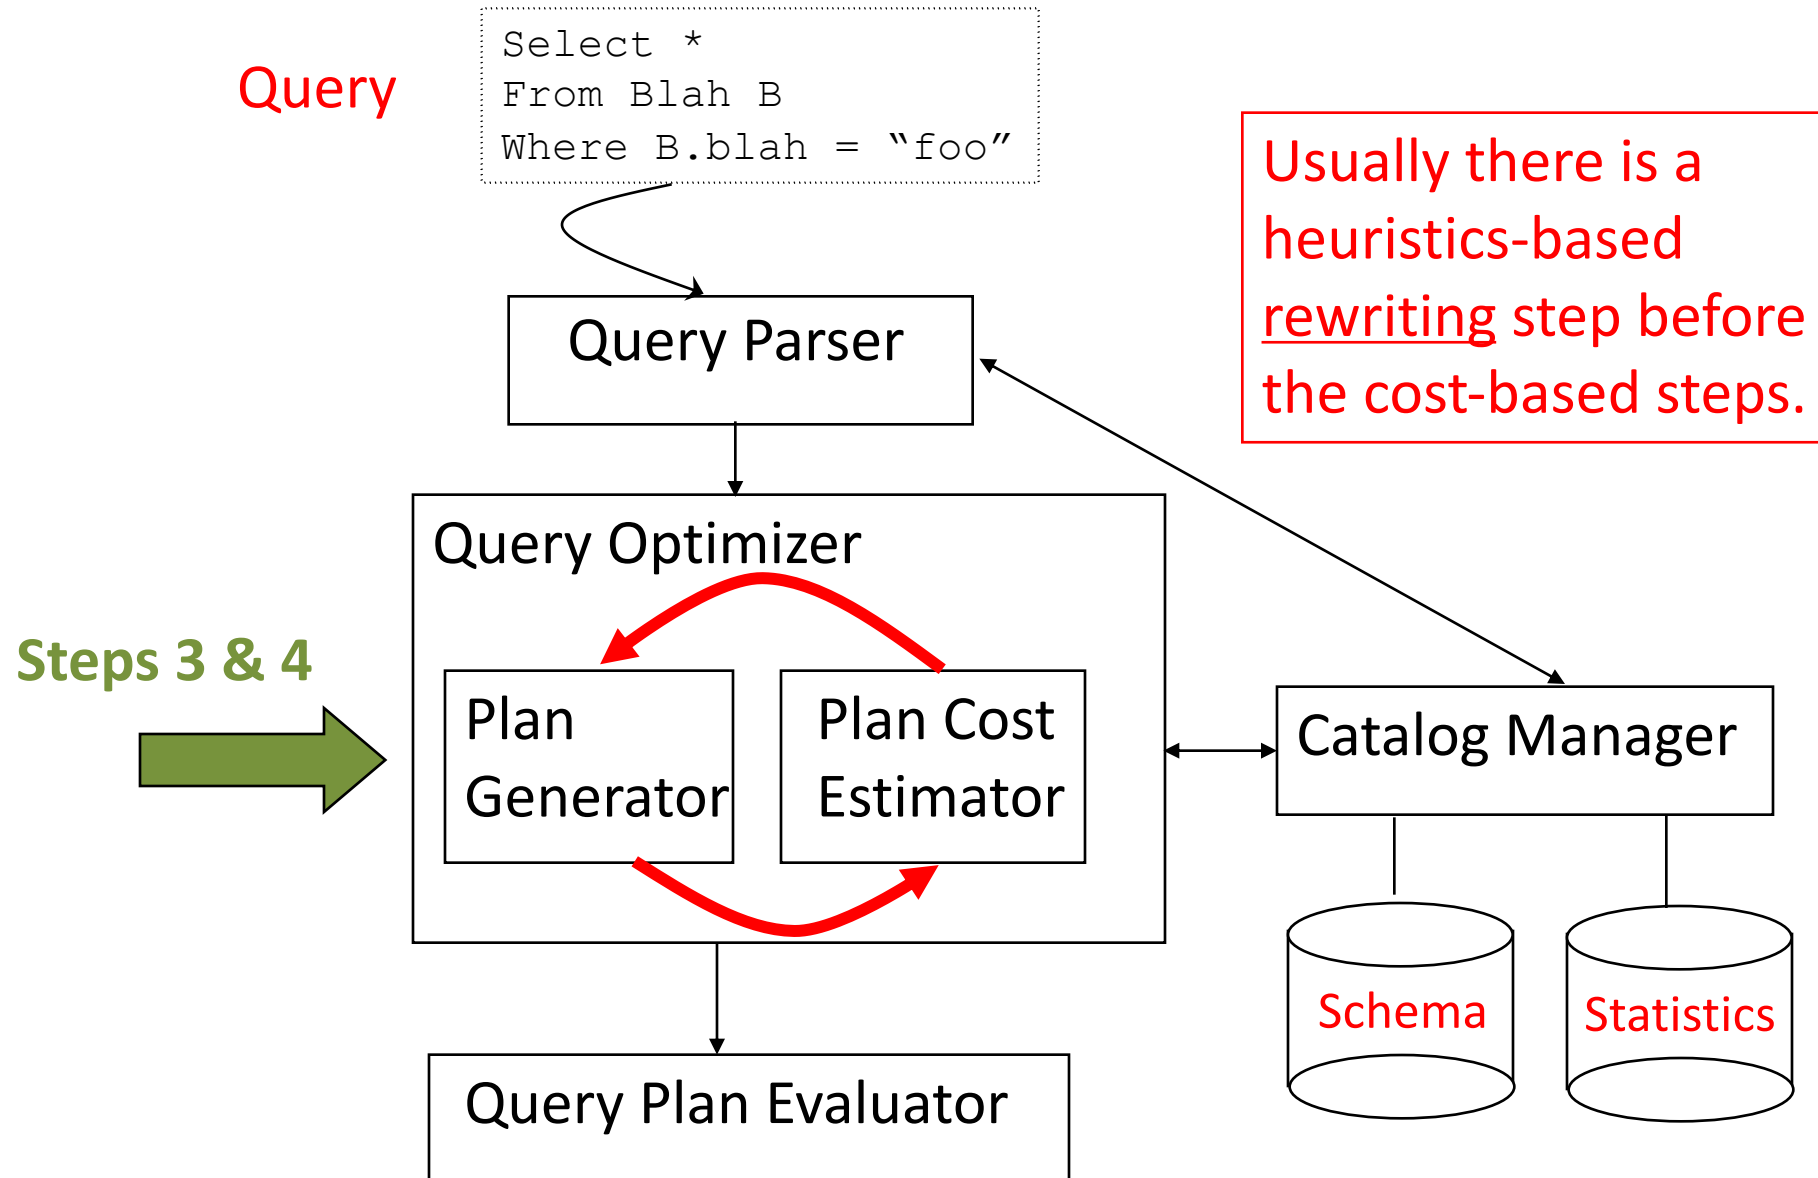 Query
Select *
From Blah B
Where B.blah = “foo”
Usually there is a
heuristics-based
rewriting step before
the cost-based steps.
Query Parser
Query Optimizer
Steps 3 & 4
Plan
Generator
Plan Cost
Estimator
Catalog Manager
Schema
Statistics
Query Plan Evaluator